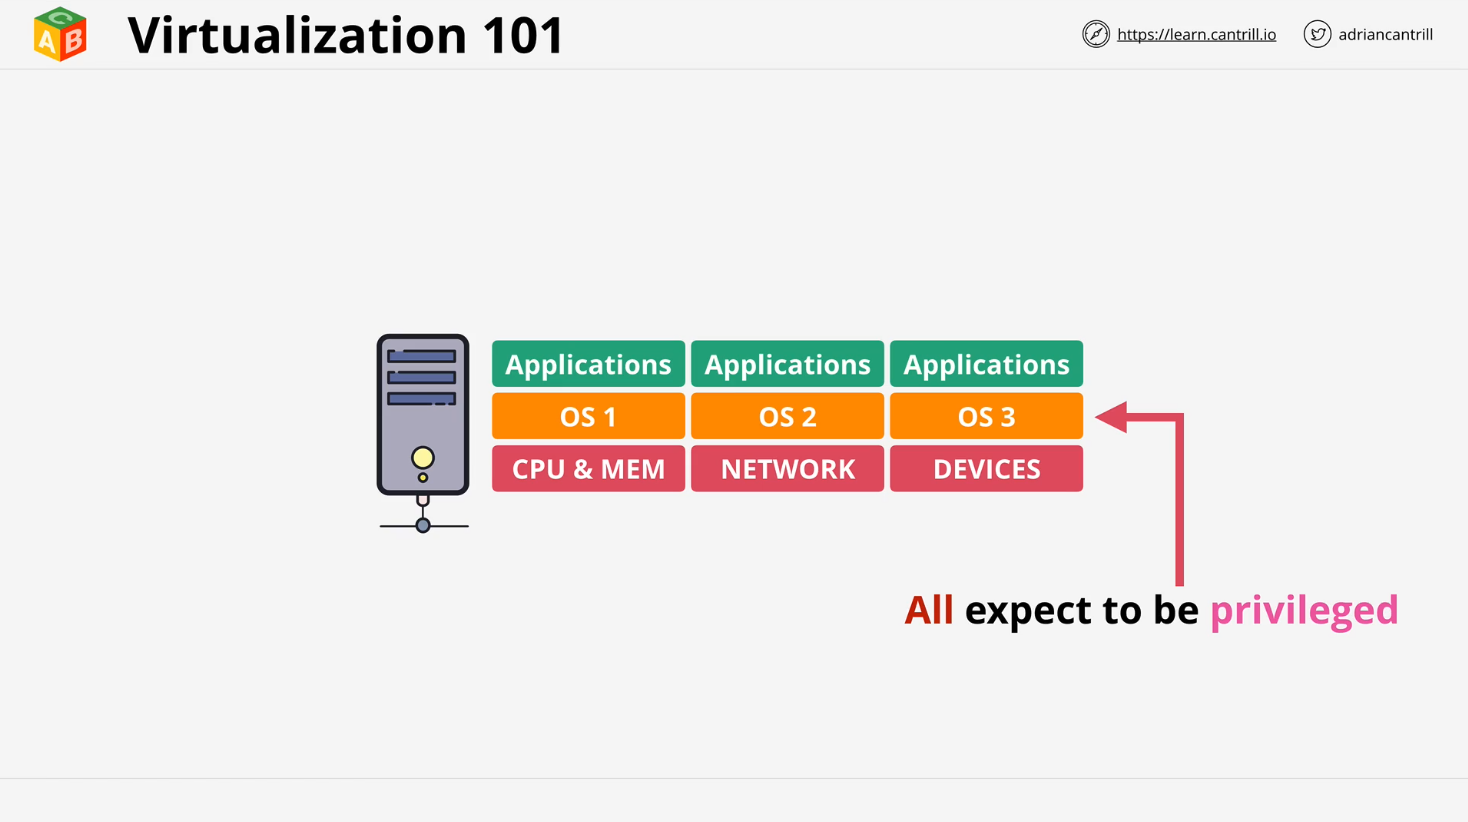 Virtualization 101
https://learn.cantrill.io
adriancantrill
Applications Applications Applications
OS 1 OS 2 OS 3
CPU & MEM NETWORK DEVICES
All expect to be privileged
A B C